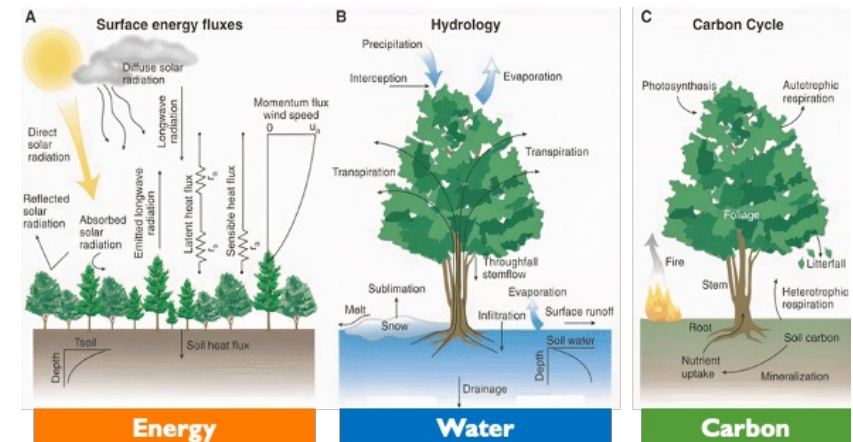 A
Surface energy fluxes
Diffuse solar
radiation
Direct
solar
radiation
Reflected
solar
radiation
Absorbed
solar
radiation
Emitted longwave
radiation
Longwave
radiation
Latent heat flux
ra
rs
Sensible heat flux
ra
Momentum flux
wind speed
0
ua
Tsoil
Depth
Soil heat flux
Energy
B
Hydrology
Precipitation
Interception
Evaporation
Transpiration
Transpiration
Throughfall
stemflow
Sublimation
Evaporation
Melt
Snow
Infiltration
Surface runoff
Soil water
Depth
Drainage
Water
C
Carbon Cycle
Photosynthesis
Autotrophic
respiration
Foliage
Fire
Litterfall
Stem
Heterotrophic
respiration
Root
Soil carbon
Nutrient
uptake
Mineralization
Carbon